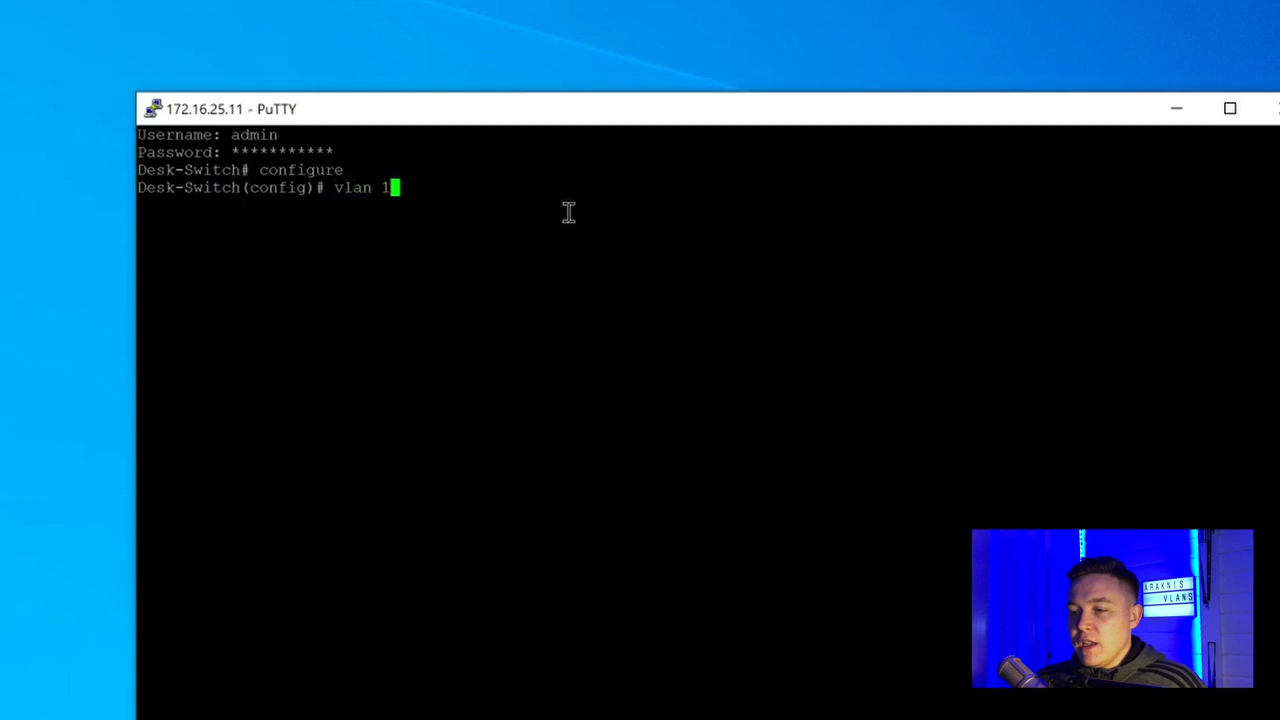 172.16.25.11 - PuTTY
Username: admin
Password: ***********
Desk-Switch# configure
Desk-Switch(config)# vlan 1
ARAKNIS
VLANS